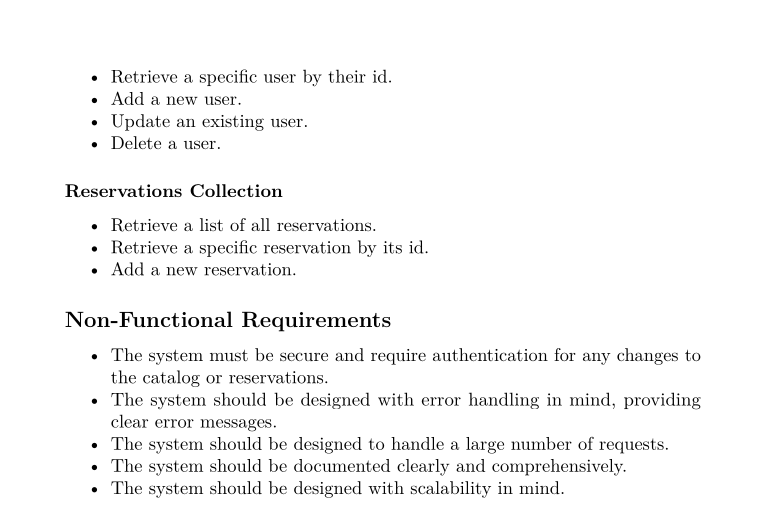 • Retrieve a specific user by their id.
• Add a new user.
• Update an existing user.
• Delete a user.
Reservations Collection
• Retrieve a list of all reservations.
• Retrieve a specific reservation by its id.
• Add a new reservation.
Non-Functional Requirements
• The system must be secure and require authentication for any changes to
the catalog or reservations.
• The system should be designed with error handling in mind, providing
clear error messages.
• The system should be designed to handle a large number of requests.
• The system should be documented clearly and comprehensively.
• The system should be designed with scalability in mind.